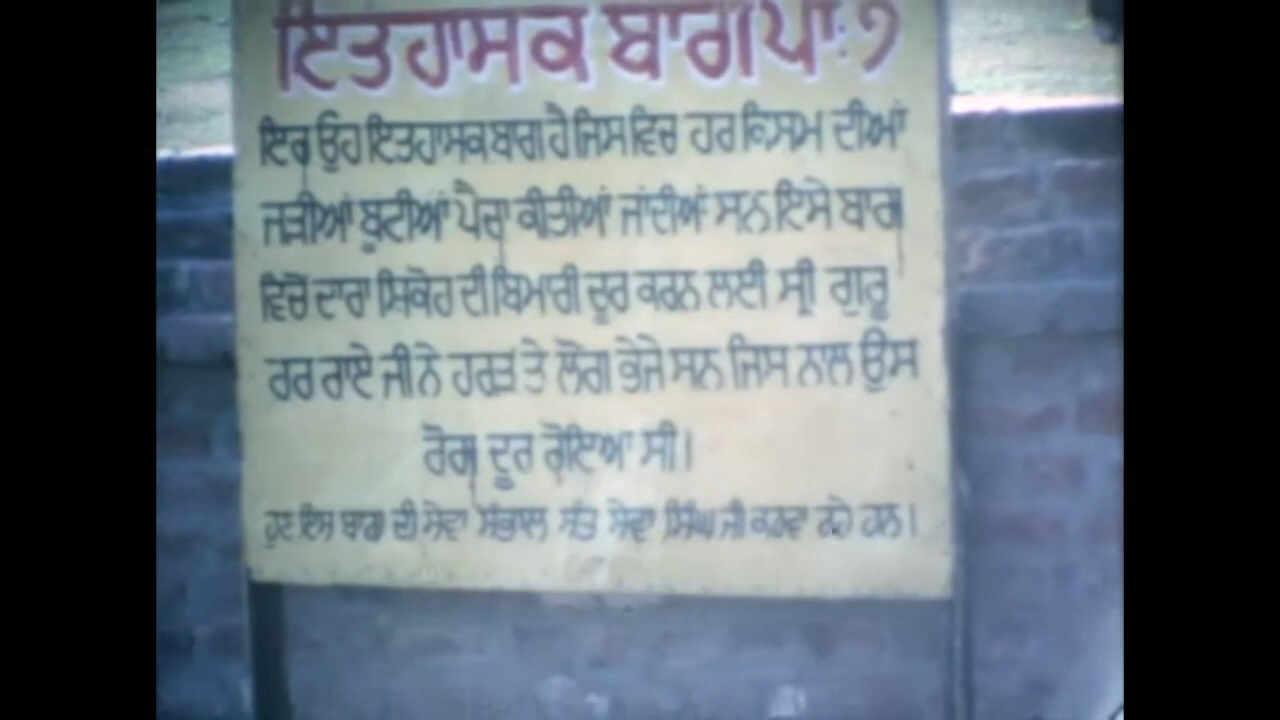 ਇਤਹਾਸਕ ਬਾਗ ਪਾ: ੭
ਇਹ ਉਹ ਇਤਹਾਸਕ ਬਾਗ ਹੈ ਜਿਸ ਵਿਚ ਹਰ ਕਿਸਮ ਦੀਆਂ
ਜੜੀਆਂ ਬੂਟੀਆਂ ਪੈਦਾ ਕੀਤੀਆਂ ਜਾਂਦੀਆਂ ਸਨ ਇਸੇ ਬਾਗ
ਵਿਚੋਂ ਦਾਰਾ ਸ਼ਿਕੋਹ ਦੀ ਬਿਮਾਰੀ ਦੂਰ ਕਰਨ ਲਈ ਸ੍ਰੀ ਗੁਰੂ
ਹਰ ਰਾਏ ਜੀ ਨੇ ਹਰੜ ਤੇ ਲੌਂਗ ਭੇਜੇ ਸਨ ਜਿਸ ਨਾਲ ਉਸ
ਰੋਗ ਦੂਰ ਹੋਇਆ ਸੀ।
ਹੁਣ ਇਸ ਬਾਗ ਦੀ ਸੇਵਾ ਸੰਭਾਲ ਸੰਤ ਸੇਵਾ ਸਿੰਘ ਜੀ ਕਰਵਾ ਰਹੇ ਹਨ।